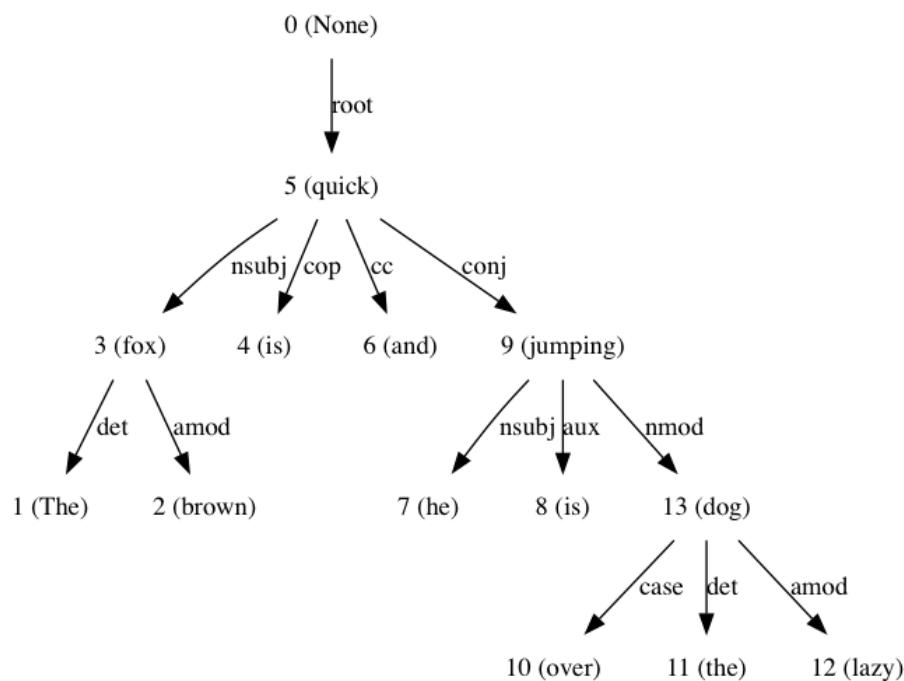 0 (None)
root
5 (quick)
nsubj cop cc conj
3 (fox) 4 (is) 6 (and) 9 (jumping)
det amod nsubj aux nmod
1 (The) 2 (brown) 7 (he) 8 (is) 13 (dog)
case det amod
10 (over) 11 (the) 12 (lazy)